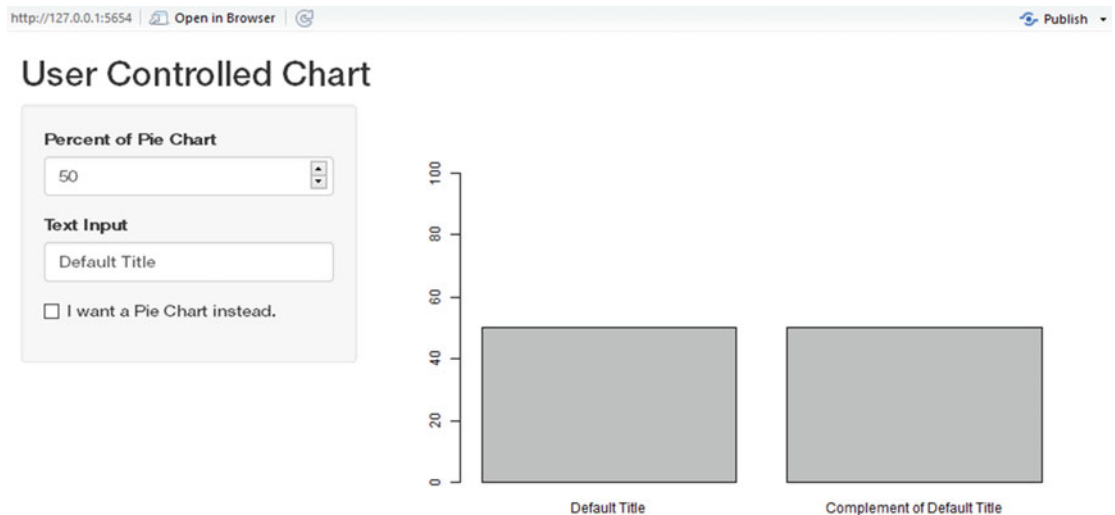 http://127.0.0.1:5654 Open in Browser Publish
User Controlled Chart
Percent of Pie Chart
50
Text Input
Default Title
I want a Pie Chart instead.
100
80
60
40
20
0
Default Title Complement of Default Title